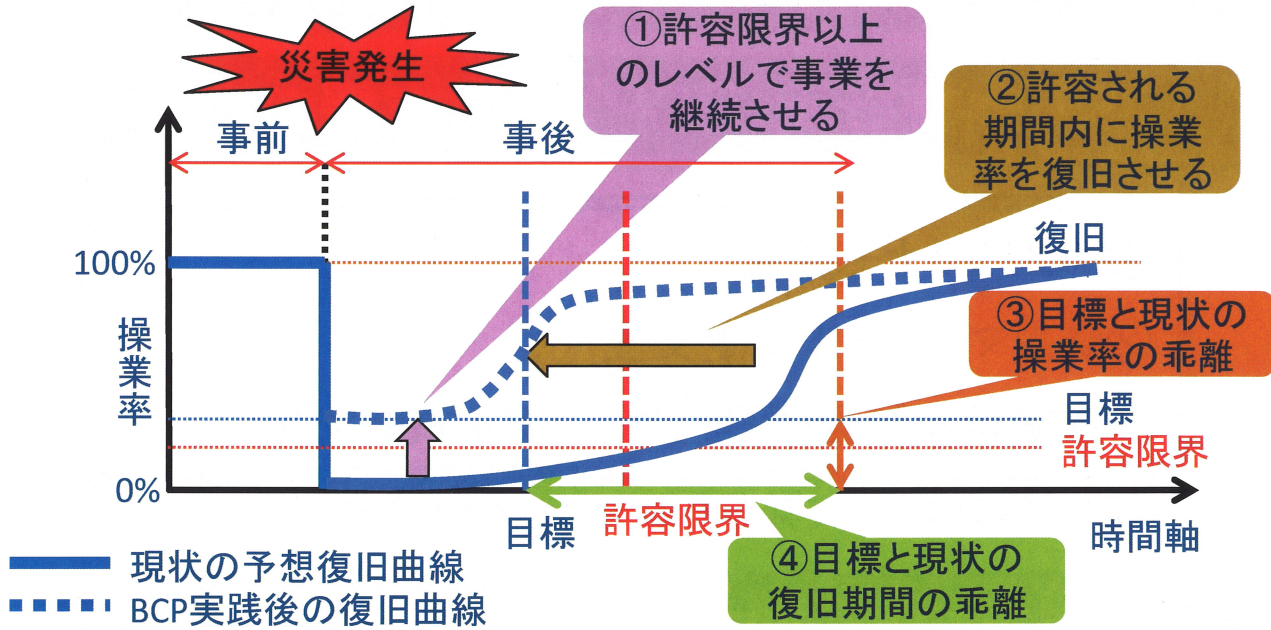 災害発生
①許容限界以上
のレベルで事業を
継続させる
②許容される
期間内に操業
率を復旧させる
事前
事後
復旧
100%
操業率
③目標と現状の
操業率の乖離
目標
許容限界
0%
目標
許容限界
時間軸
④目標と現状の
復旧期間の乖離
現状の予想復旧曲線
BCP実践後の復旧曲線